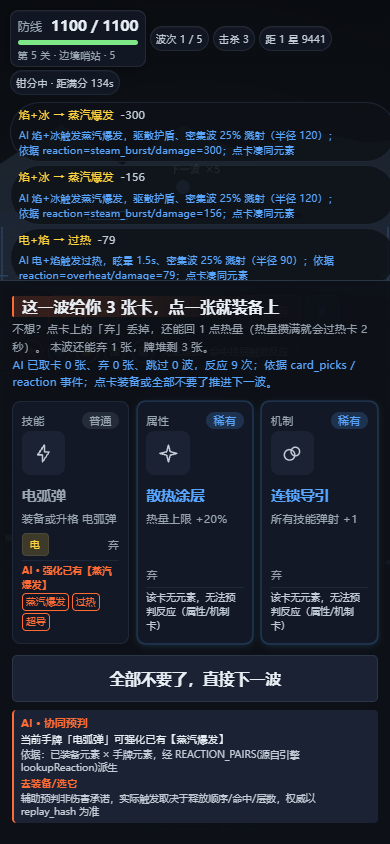 防线 1100 / 1100
第 5 关 · 边境哨站 · 5
波次 1 / 5
击杀 3
距 1 星 9441
钳分中 · 距满分 134s
焰+冰 → 蒸汽爆发 -300
AI 焰+冰触发蒸汽爆发，驱散护盾、密集波 25% 溅射（半径 120）；
依据 reaction=steam_burst/damage=300；点卡凑同元素
焰+冰 → 蒸汽爆发 -156
AI 焰+冰触发蒸汽爆发，驱散护盾、密集波 25% 溅射（半径 120）；
依据 reaction=steam_burst/damage=156；点卡凑同元素
电+焰 → 过热 -79
AI 电+焰触发过热，眩晕 1.5s、密集波 25% 溅射（半径 90）；依据
reaction=overheat/damage=79；点卡凑同元素
这一波给你 3 张卡，点一张就装备上
不想？点卡上的「弃」丢掉，还能回 1 点热量（热量攒满就会过热卡 2
秒）。 本波还能弃 1 张，牌堆剩 3 张。
AI 已取卡 0 张、弃 0 张、跳过 0 波，反应 9 次；依据 card_picks /
reaction 事件；点卡装备或全部不要了推进下一波。
技能 普通
电弧弹
装备或升格 电弧弹
电 弃
AI · 强化已有【蒸汽
爆发】
蒸汽爆发 过热
超导
属性 稀有
散热涂层
热量上限 +20%
弃
该卡无元素，无法预
判反应（属性/机制
卡）
机制 稀有
连锁导引
所有技能弹射 +1
弃
该卡无元素，无法预
判反应（属性/机制
卡）
全部不要了，直接下一波
AI · 协同预判
当前手牌「电弧弹」可强化已有【蒸汽爆发】
依据：已装备元素 × 手牌元素，经 REACTION_PAIRS(源自引擎
lookupReaction)派生
去装备/选它
辅助预判非伤害承诺，实际触发取决于释放顺序/命中/层数，权威以
replay_hash 为准